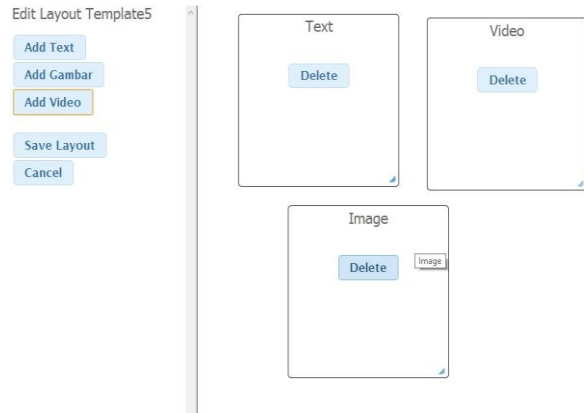 Edit Layout Template5
Add Text
Add Gambar
Add Video
Save Layout
Cancel
Text
Delete
Video
Delete
Image
Delete
Image